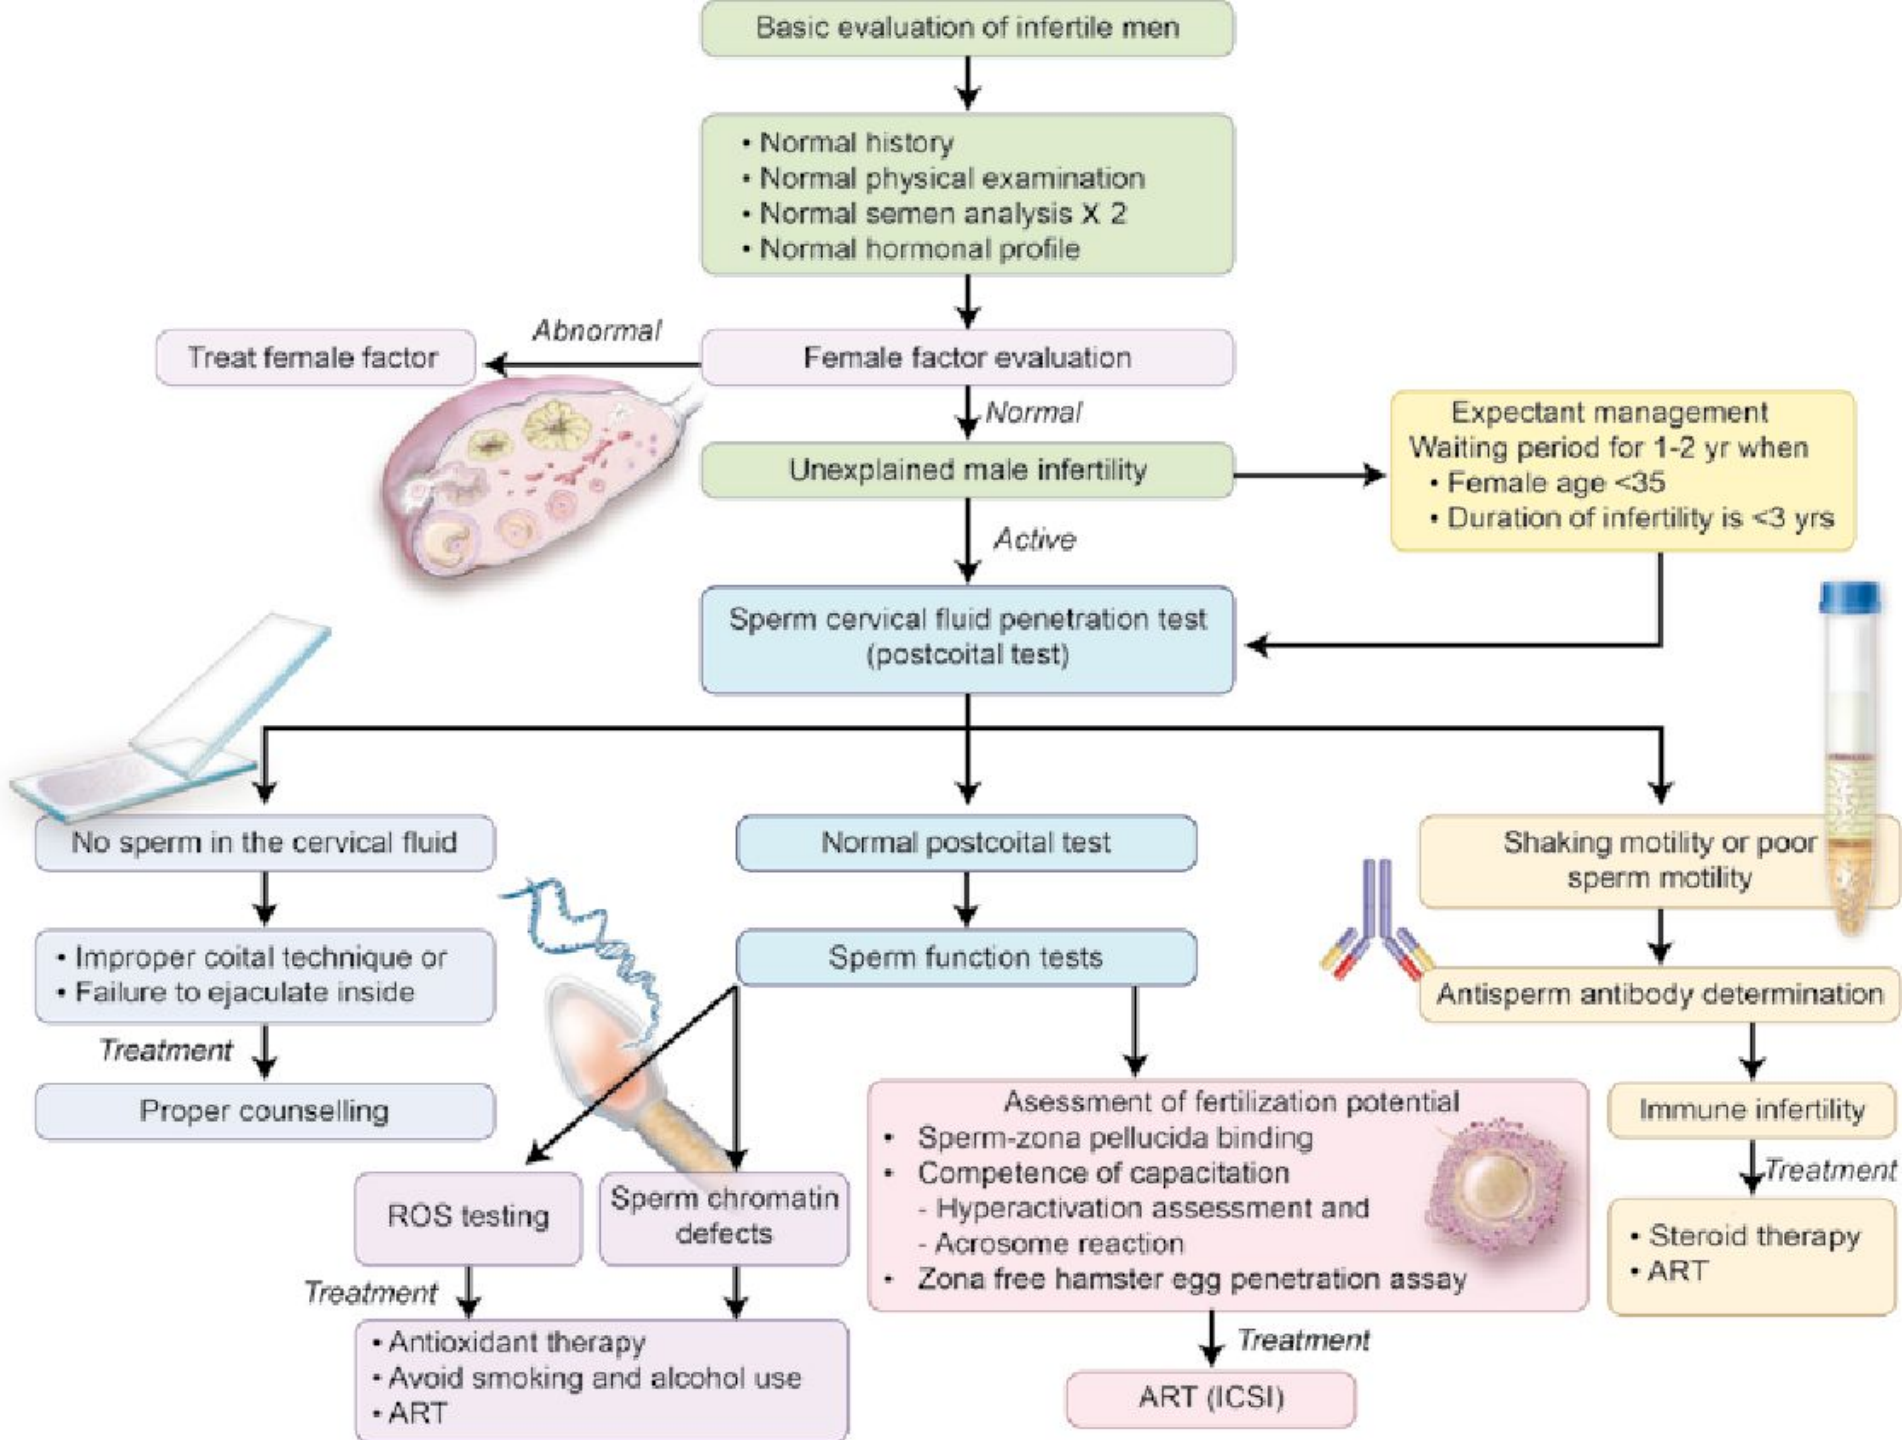 Basic evaluation of infertile men
• Normal history
• Normal physical examination
• Normal semen analysis X 2
• Normal hormonal profile
Abnormal
Treat female factor
Female factor evaluation
Normal
Unexplained male infertility
Expectant management
Waiting period for 1-2 yr when
• Female age <35
• Duration of infertility is <3 yrs
Active
Sperm cervical fluid penetration test
(postcoital test)
No sperm in the cervical fluid
Normal postcoital test
Shaking motility or poor
sperm motility
• Improper coital technique or
• Failure to ejaculate inside
Sperm function tests
Antisperm antibody determination
Treatment
Proper counselling
Asessment of fertilization potential
• Sperm-zona pellucida binding
• Competence of capacitation
- Hyperactivation assessment and
- Acrosome reaction
• Zona free hamster egg penetration assay
Immune infertility
Treatment
• Steroid therapy
• ART
ROS testing
Sperm chromatin
defects
Treatment
• Antioxidant therapy
• Avoid smoking and alcohol use
• ART
Treatment
ART (ICSI)